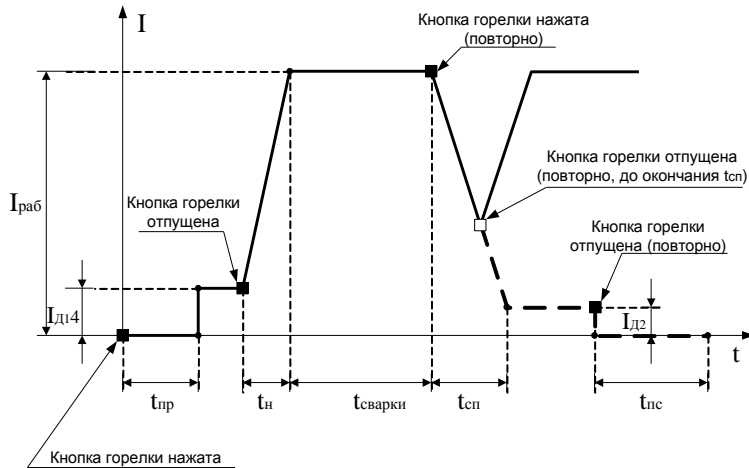 I
Кнопка горелки нажата
(повторно)
Кнопка горелки отпущена
(повторно, до окончания tсп)
Кнопка горелки
отпущена
Iраб
Кнопка горелки
отпущена (повторно)
IД14
IД2
t
tпр
tн
tсварки
tсп
tпс
Кнопка горелки нажата